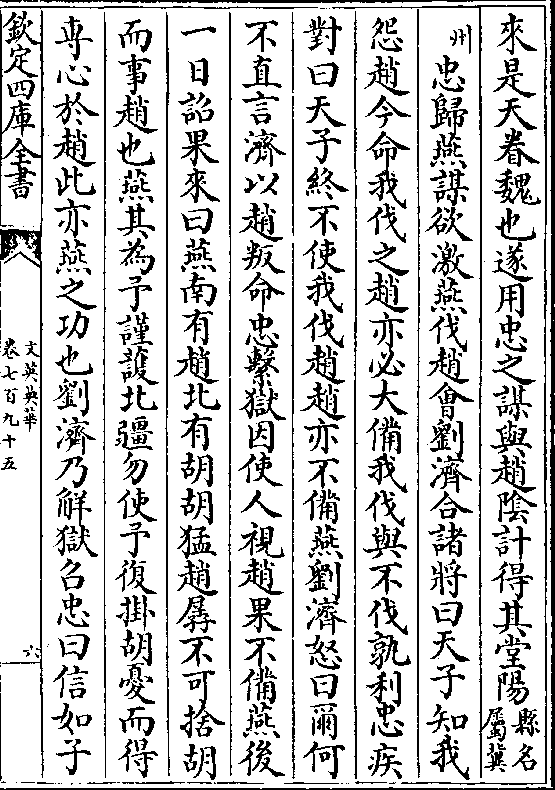 來是天眷魏也遂用忠之謀與趙陰計得其堂陽縣名屬冀
州忠歸燕謀欲激燕伐趙會劉濟合諸將曰天子知我
怨趙今命我伐之趙亦必大備我伐與不伐孰利忠疾
對曰天子終不使我伐趙趙亦不備燕劉濟怒曰爾何
不直言濟以趙叛命忠繫獄因使人視趙果不備燕後
一日詔果來曰燕南有趙北有胡胡猛趙孱不可捨胡
而事趙也燕其為予謹護北疆勿使予復掛胡憂而得
専心於趙此亦燕之功也劉濟乃解獄召忠曰信如子
欽定四庫全書
文苑英華
卷七百九十五
六